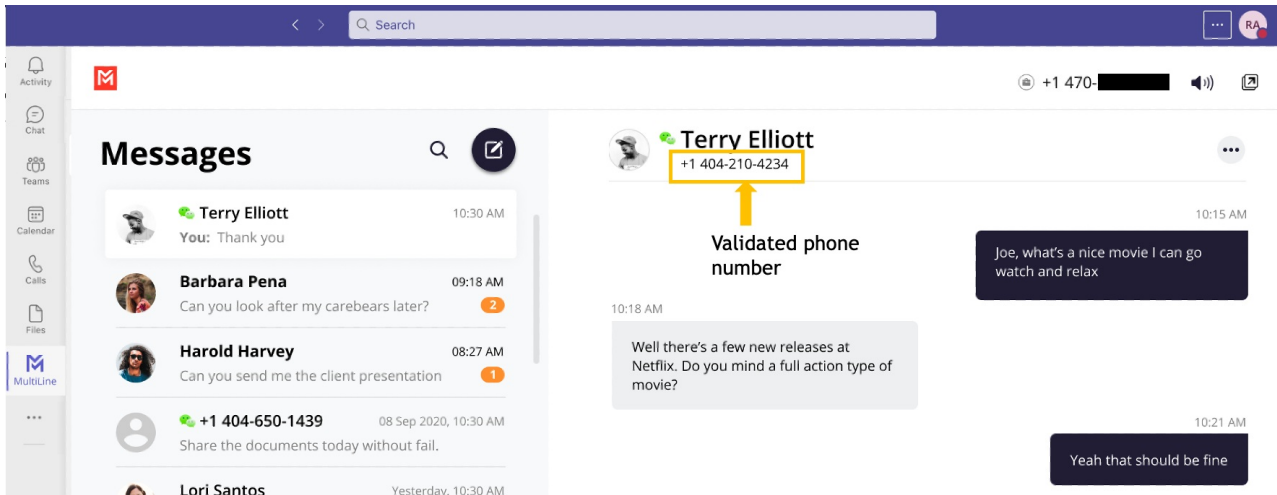 Search
...
RA
Activity
Chat
Teams
Calendar
Calls
Files
MultiLine
...
+1 470-
Messages
Terry Elliott
10:30 AM
You: Thank you
Barbara Pena
09:18 AM
Can you look after my carebears later?
2
Harold Harvey
08:27 AM
Can you send me the client presentation
1
+1 404-650-1439
08 Sep 2020, 10:30 AM
Share the documents today without fail.
Lori Santos
Yesterday, 10:30 AM
Terry Elliott
+1 404-210-4234
...
Validated phone
number
10:15 AM
Joe, what's a nice movie I can go
watch and relax
10:18 AM
Well there's a few new releases at
Netflix. Do you mind a full action type of
movie?
10:21 AM
Yeah that should be fine